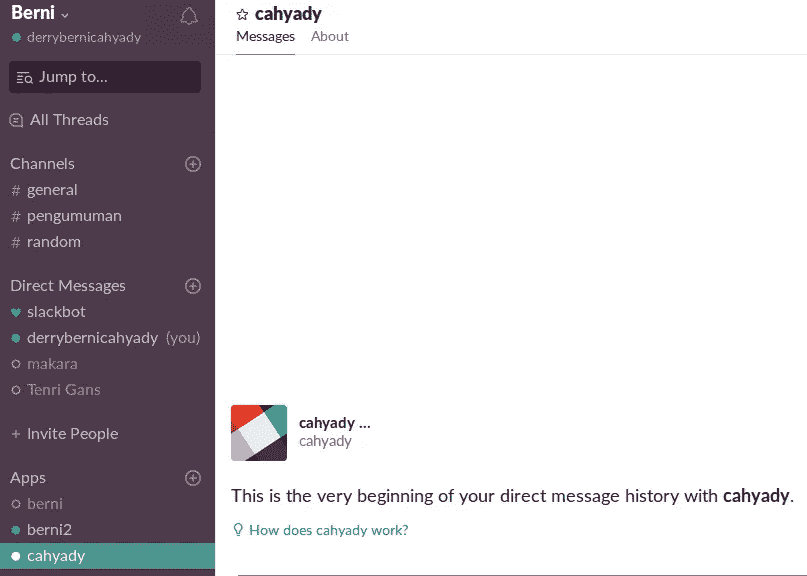 Berni
derrybernicahyady
Jump to...
All Threads
Channels
# general
# pengumuman
# random
Direct Messages
slackbot
derrybernicahyady (you)
makara
Tenri Gans
+ Invite People
Apps
berni
berni2
cahyady
cahyady
Messages About
cahyady ...
cahyady
This is the very beginning of your direct message history with cahyady.
How does cahyady work?